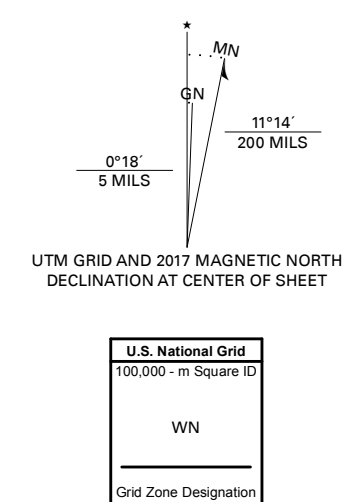 ★
MN
GN
11°14´
200 MILS
0°18´
5 MILS
UTM GRID AND 2017 MAGNETIC NORTH
DECLINATION AT CENTER OF SHEET
U.S. National Grid
100,000 - m Square ID
WN
Grid Zone Designation